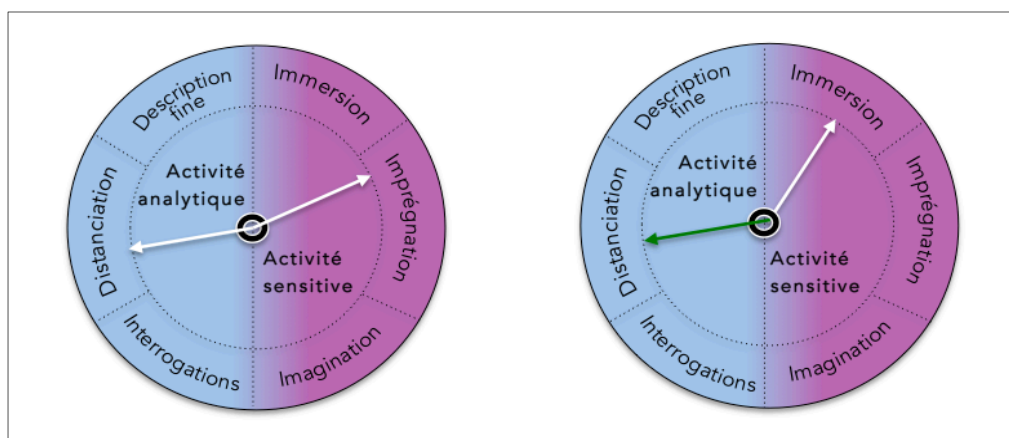 Description
fine
Immersion
Imprégnation
Imagination
Interrogations
Distanciation
Activité
analytique
Activité
sensitive
Description
fine
Immersion
Imprégnation
Imagination
Interrogations
Distanciation
Activité
analytique
Activité
sensitive